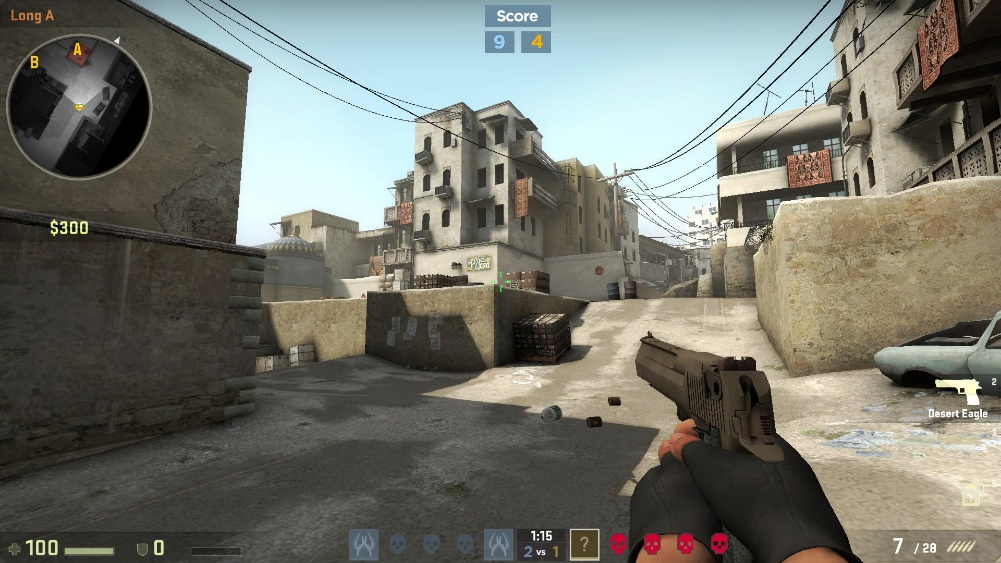 Long A
Score
9 4
A
B
$300
2
Desert Eagle
100 0
1:15
2 vs 1
?
7 / 28